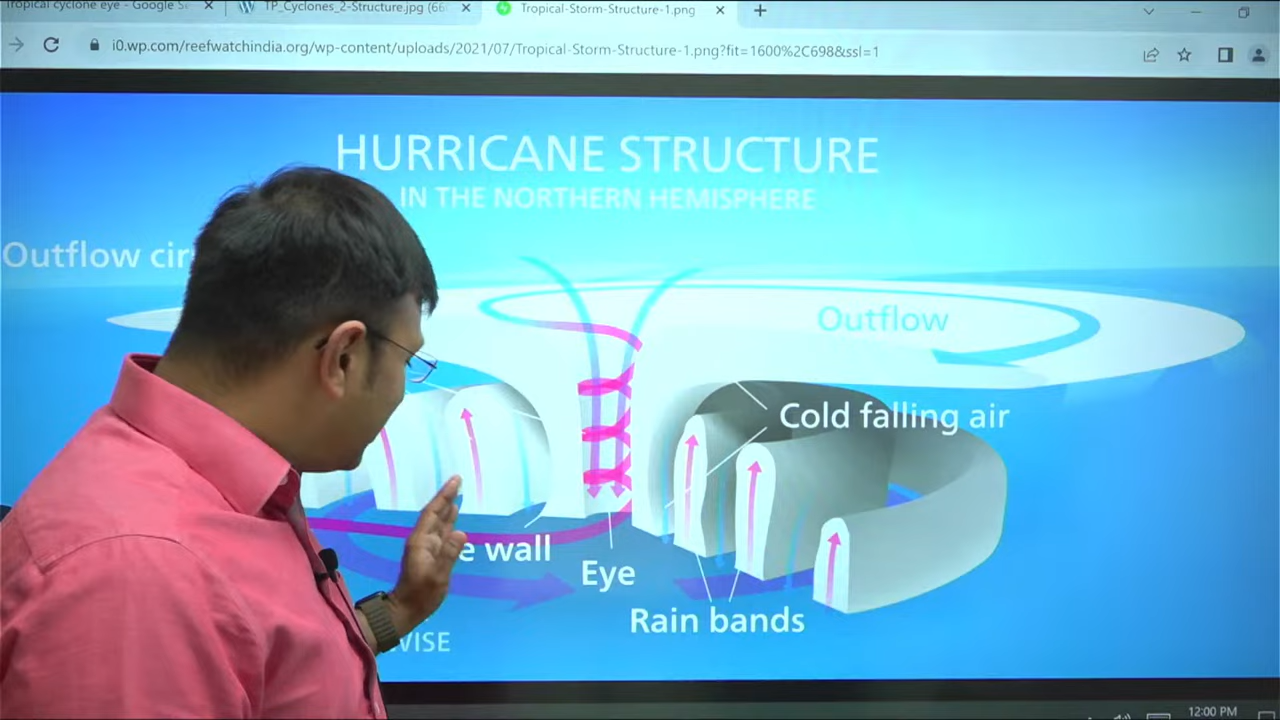 Tropical cyclone eye - Google Se
TP_Cyclones_2-Structure.jpg (66
Tropical-Storm-Structure-1.png
i0.wp.com/reefwatchindia.org/wp-content/uploads/2021/07/Tropical-Storm-Structure-1.png?fit=1600%2C698&ssl=1
HURRICANE STRUCTURE
IN THE NORTHERN HEMISPHERE
Outflow cir
Outflow
Cold falling air
e wall
Eye
Rain bands
WISE
12:00 PM